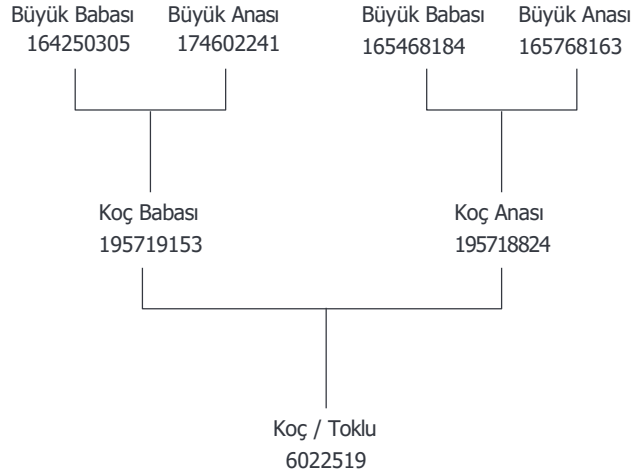 Büyük Babası Büyük Anası Büyük Babası Büyük Anası
164250305 174602241 165468184 165768163
Koç Babası Koç Anası
195719153 195718824
Koç / Toklu
6022519